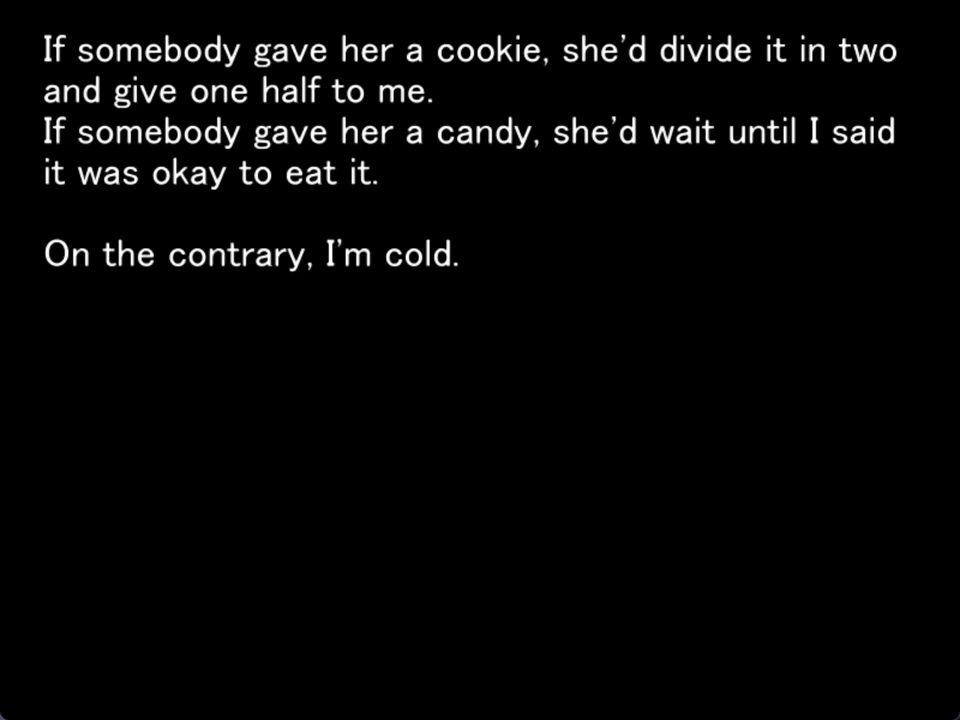 If somebody gave her a cookie, she'd divide it in two
and give one half to me.
If somebody gave her a candy, she'd wait until I said
it was okay to eat it.
On the contrary, I'm cold.